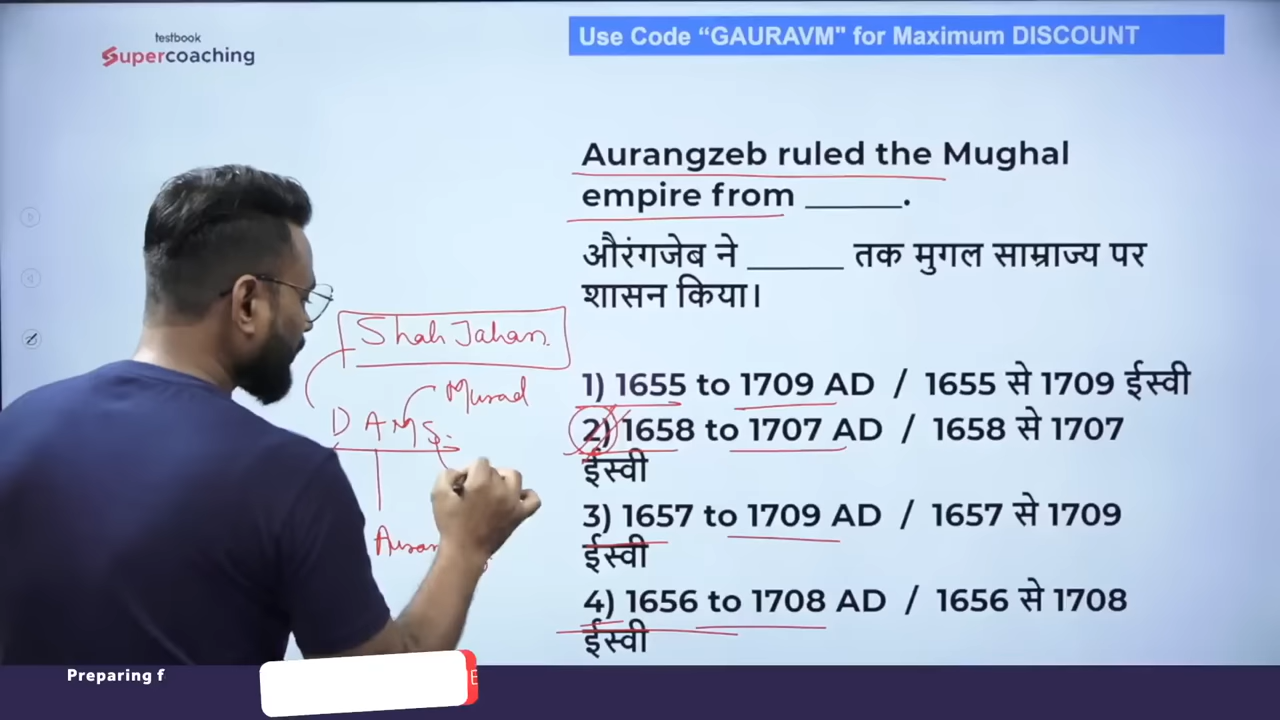 testbook
Supercoaching
Use Code “GAURAVM" for Maximum DISCOUNT
Aurangzeb ruled the Mughal
empire from ______.
औरंगजेब ने ______ तक मुगल साम्राज्य पर
शासन किया।
Shah Jahan
Murad
D A M S
1) 1655 to 1709 AD / 1655 से 1709 ईस्वी
2) 1658 to 1707 AD / 1658 से 1707
ईस्वी
3) 1657 to 1709 AD / 1657 से 1709
ईस्वी
4) 1656 to 1708 AD / 1656 से 1708
ईस्वी
Preparing f